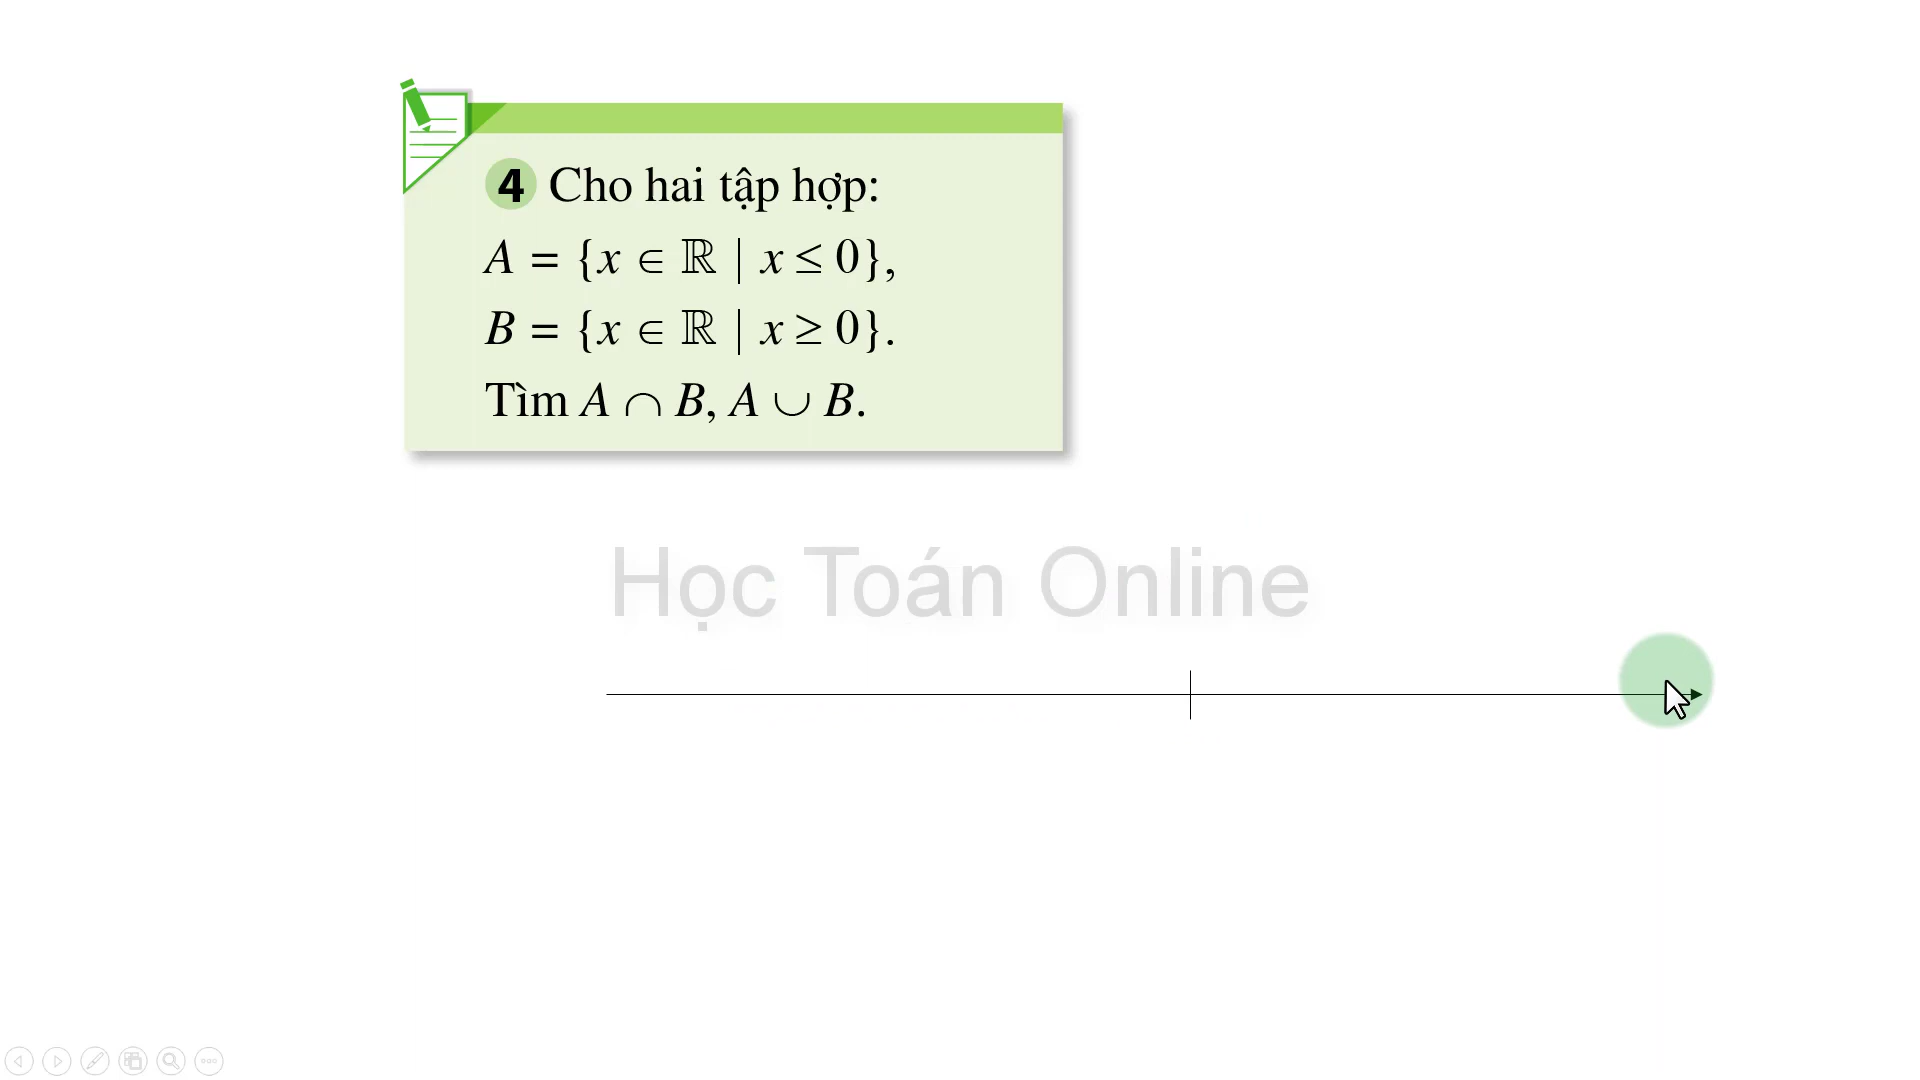 4 Cho hai tập hợp:
A = {x ∈ ℝ | x ≤ 0},
B = {x ∈ ℝ | x ≥ 0}.
Tìm A ∩ B, A ∪ B.
Học Toán Online